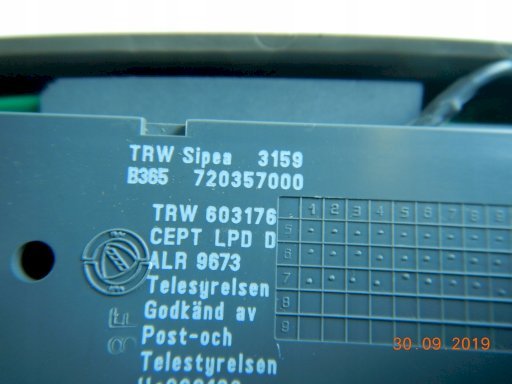 TRW Sipea 3159
B365 720357000
TRW 603176
CEPT LPD D
ALR 9673
Telesyrelsen
Godkänd av
Post-och
Telestyrelsen
1 2 3 4 5 6 7 8 9
5
6
7
8
9
30.09.2019